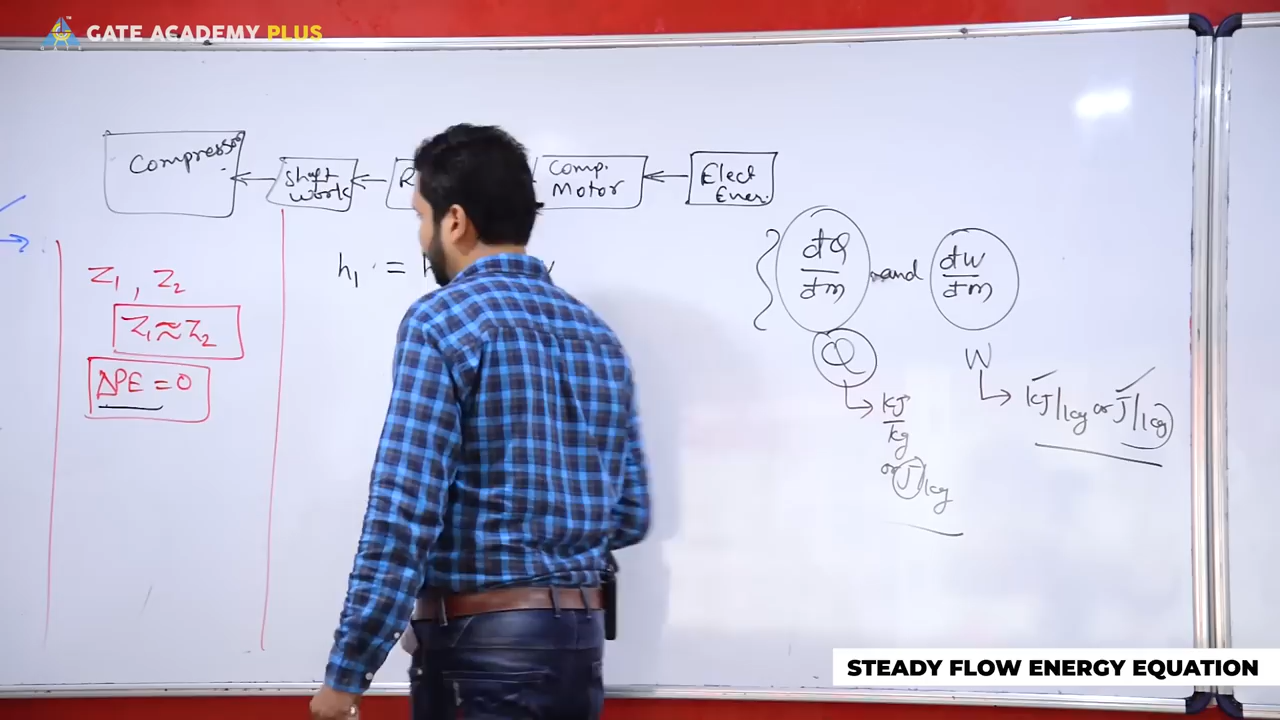 GATE ACADEMY PLUS
Compressor
Shaft work
R
Comp. Motor
Elect Ener.
Z1, Z2
Z1≈Z2
ΔPE = 0
h1 = h
dQ/dm and dW/dm
Q
W
kJ/kg
or J/kg
kJ/kg or J/kg
STEADY FLOW ENERGY EQUATION